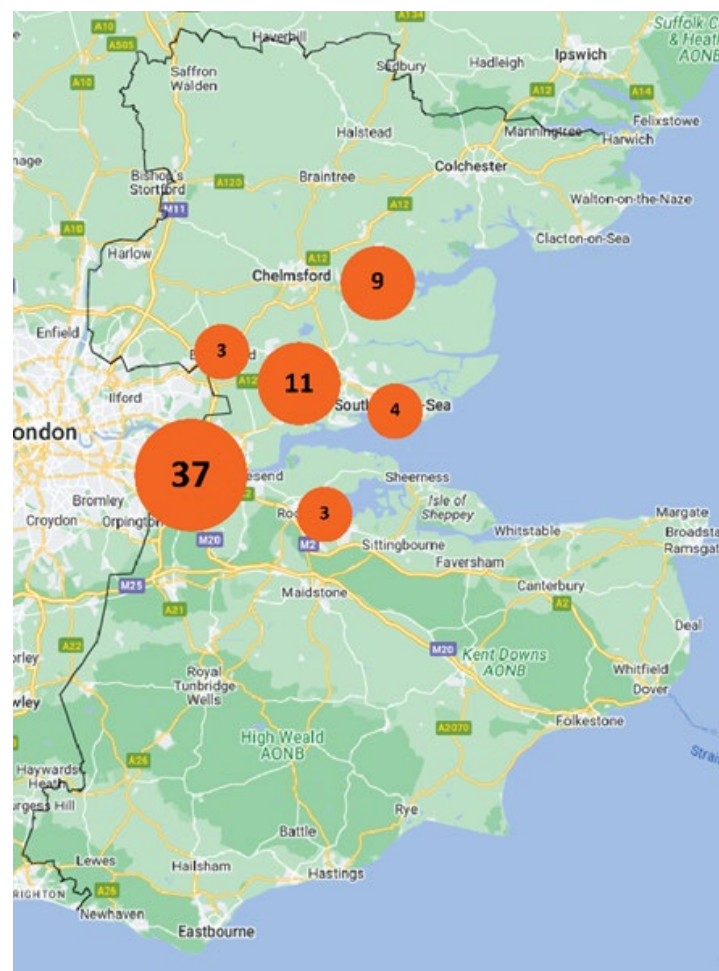 A134
Suffolk C
A10
Haverhill
& Heath
A505
AONB
Ipswich
Sudbury
Hadleigh
Saffron
Walden
A10
A12
A14
Felixstowe
Halstead
Manningtree
Harwich
Colchester
Bishop's
Stortford
A120
Braintree
Walton-on-the-Naze
A12
M11
A10
Clacton-on-Sea
Harlow
A12
Chelmsford
9
Enfield
3
A12
11
Ilford
4
Sea
ondon
37
Sheerness
Bromley
Isle of
Sheppey
3
Croydon
Orpington
Margate
M20
M2
Sittingbourne
Whitstable
Broadsta
Ramsgat
Faversham
M25
Maidstone
Canterbury
A21
A2
Deal
A22
M20
Kent Downs
AONB
Royal
Tunbridge
Wells
Whitfield
Dover
Folkestone
A2070
High Weald
AONB
A26
Strai
Haywards
Heath
urgess Hill
Rye
Battle
Lewes
Hailsham
Hastings
RIGHTON
A26
Newhaven
Eastbourne